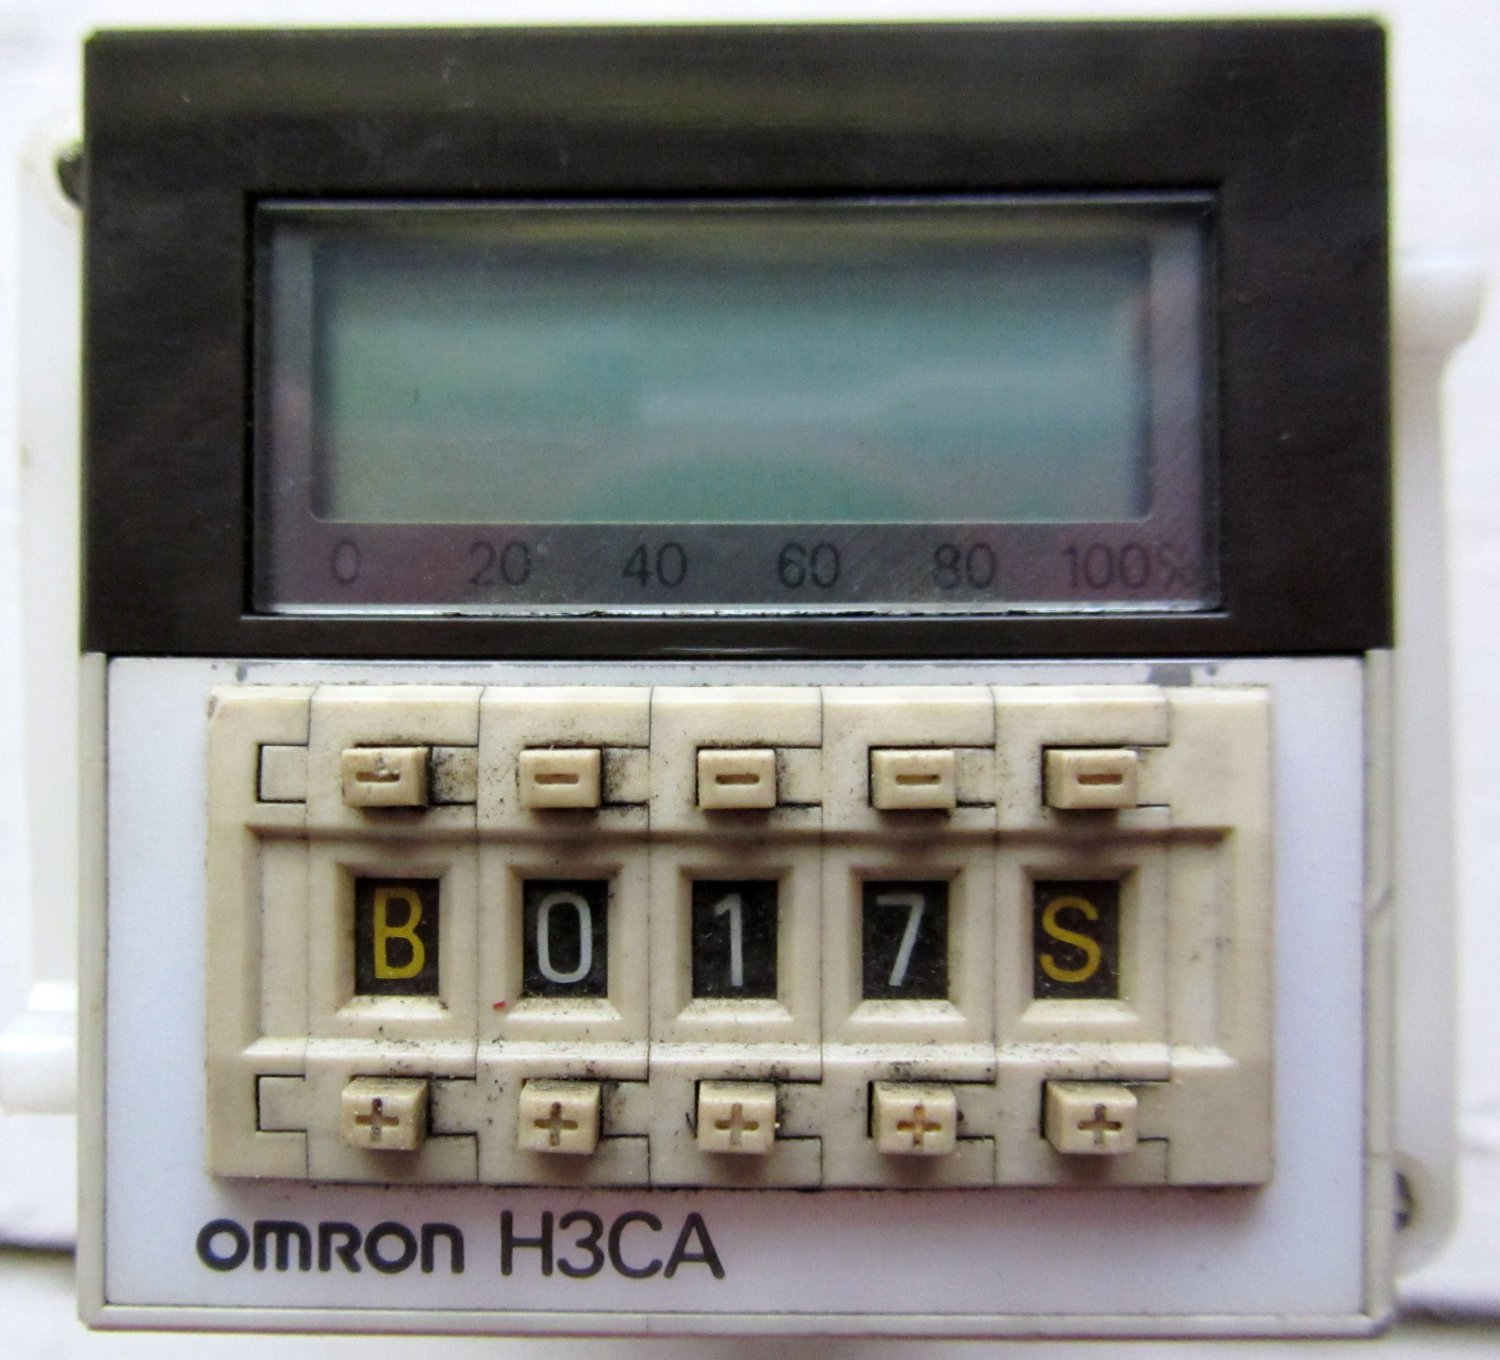 0 20 40 60 80 100%
- - - - -
B 0 1 7 S
+ + + + +
omron H3CA